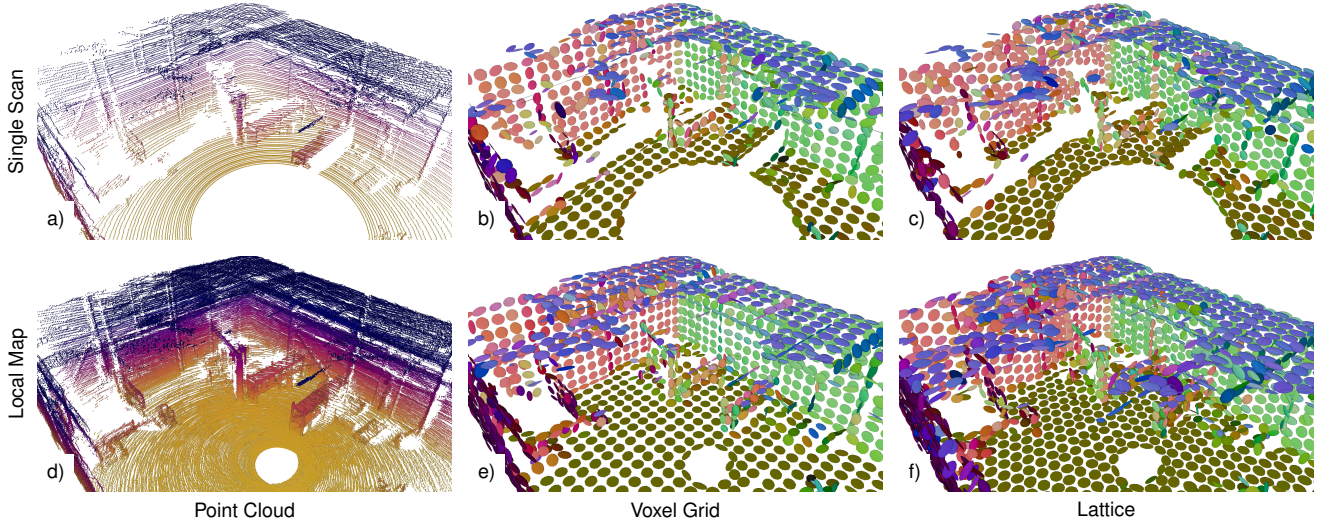 Single Scan
a)
b)
c)
Local Map
d)
e)
f)
Point Cloud
Voxel Grid
Lattice